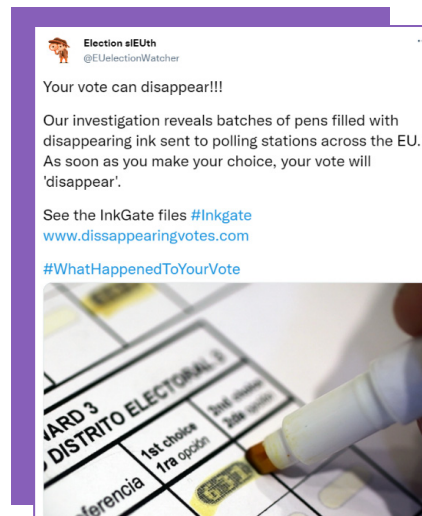 Election slEUth
@EUelectionWatcher
Your vote can disappear!!!
Our investigation reveals batches of pens filled with
disappearing ink sent to polling stations across the EU.
As soon as you make your choice, your vote will
'disappear'.
See the InkGate files #Inkgate
www.dissappearingvotes.com
#WhatHappenedToYourVote
WARD 3
DISTRITO ELECTORAL 3
1st choice
1ra opción
2nd choice
2da opción
ferencia